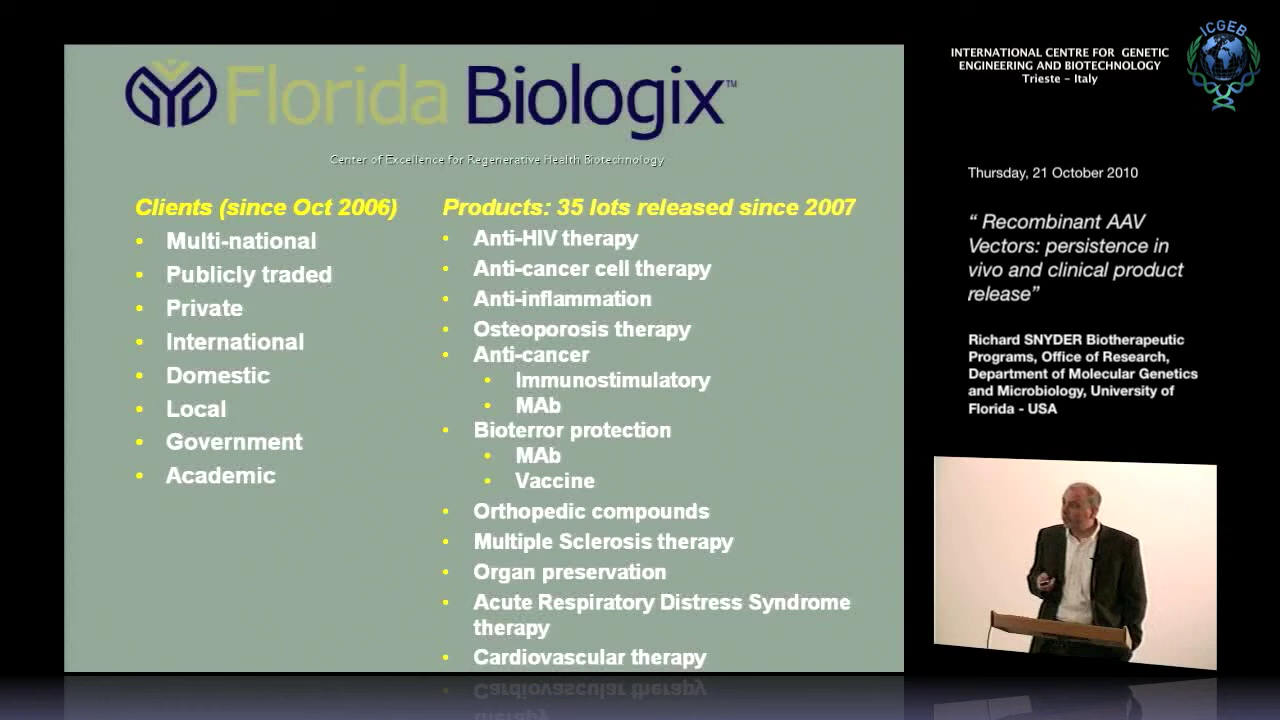 Florida Biologix™
Center of Excellence for Regenerative Health Biotechnology
Clients (since Oct 2006)
• Multi-national
• Publicly traded
• Private
• International
• Domestic
• Local
• Government
• Academic
Products: 35 lots released since 2007
• Anti-HIV therapy
• Anti-cancer cell therapy
• Anti-inflammation
• Osteoporosis therapy
• Anti-cancer
• Immunostimulatory
• MAb
• Bioterror protection
• MAb
• Vaccine
• Orthopedic compounds
• Multiple Sclerosis therapy
• Organ preservation
• Acute Respiratory Distress Syndrome
therapy
• Cardiovascular therapy
INTERNATIONAL CENTRE FOR GENETIC
ENGINEERING AND BIOTECHNOLOGY
Trieste - Italy
ICGEB
Thursday, 21 October 2010
“ Recombinant AAV
Vectors: persistence in
vivo and clinical product
release”
Richard SNYDER Biotherapeutic
Programs, Office of Research,
Department of Molecular Genetics
and Microbiology, University of
Florida - USA